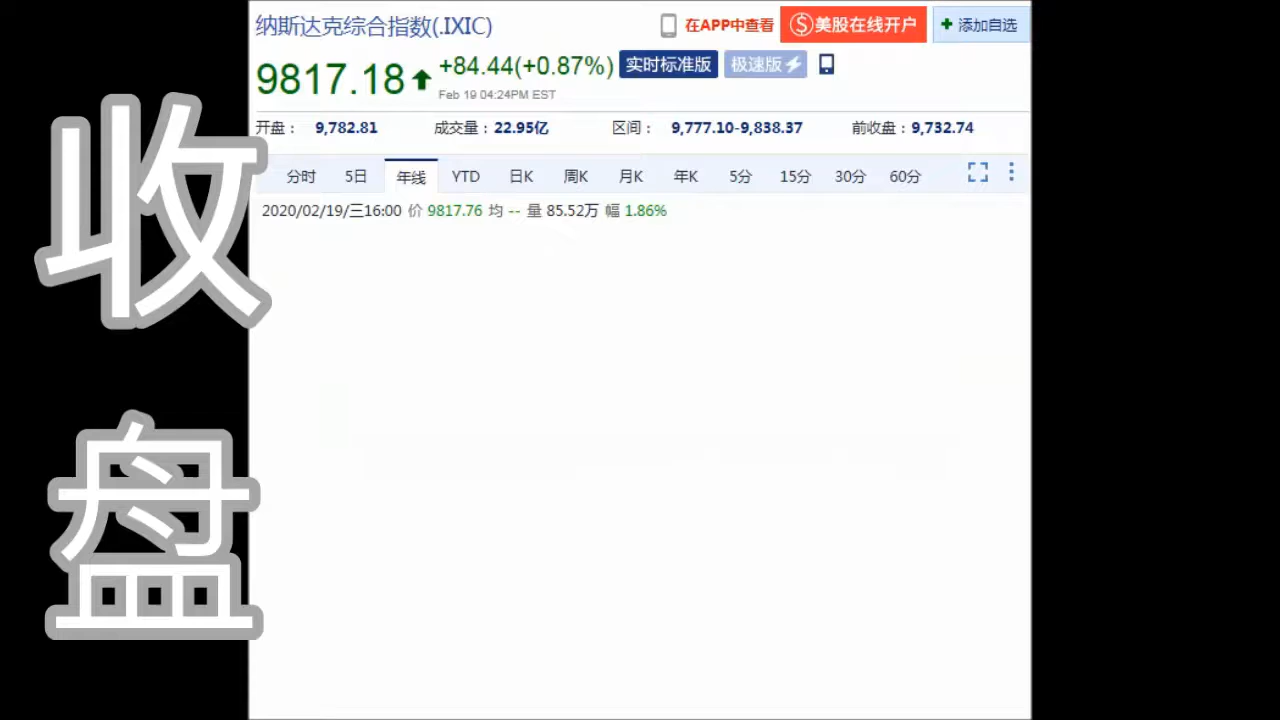 收盘
纳斯达克综合指数(.IXIC)
在APP中查看
美股在线开户
添加自选
9817.18
+84.44(+0.87%)
实时标准版
极速版
Feb 19 04:24PM EST
开盘： 9,782.81 成交量：22.95亿 区间： 9,777.10-9,838.37 前收盘：9,732.74
分时 5日 年线 YTD 日K 周K 月K 年K 5分 15分 30分 60分
2020/02/19/三16:00 价 9817.76 均 -- 量 85.52万 幅 1.86%